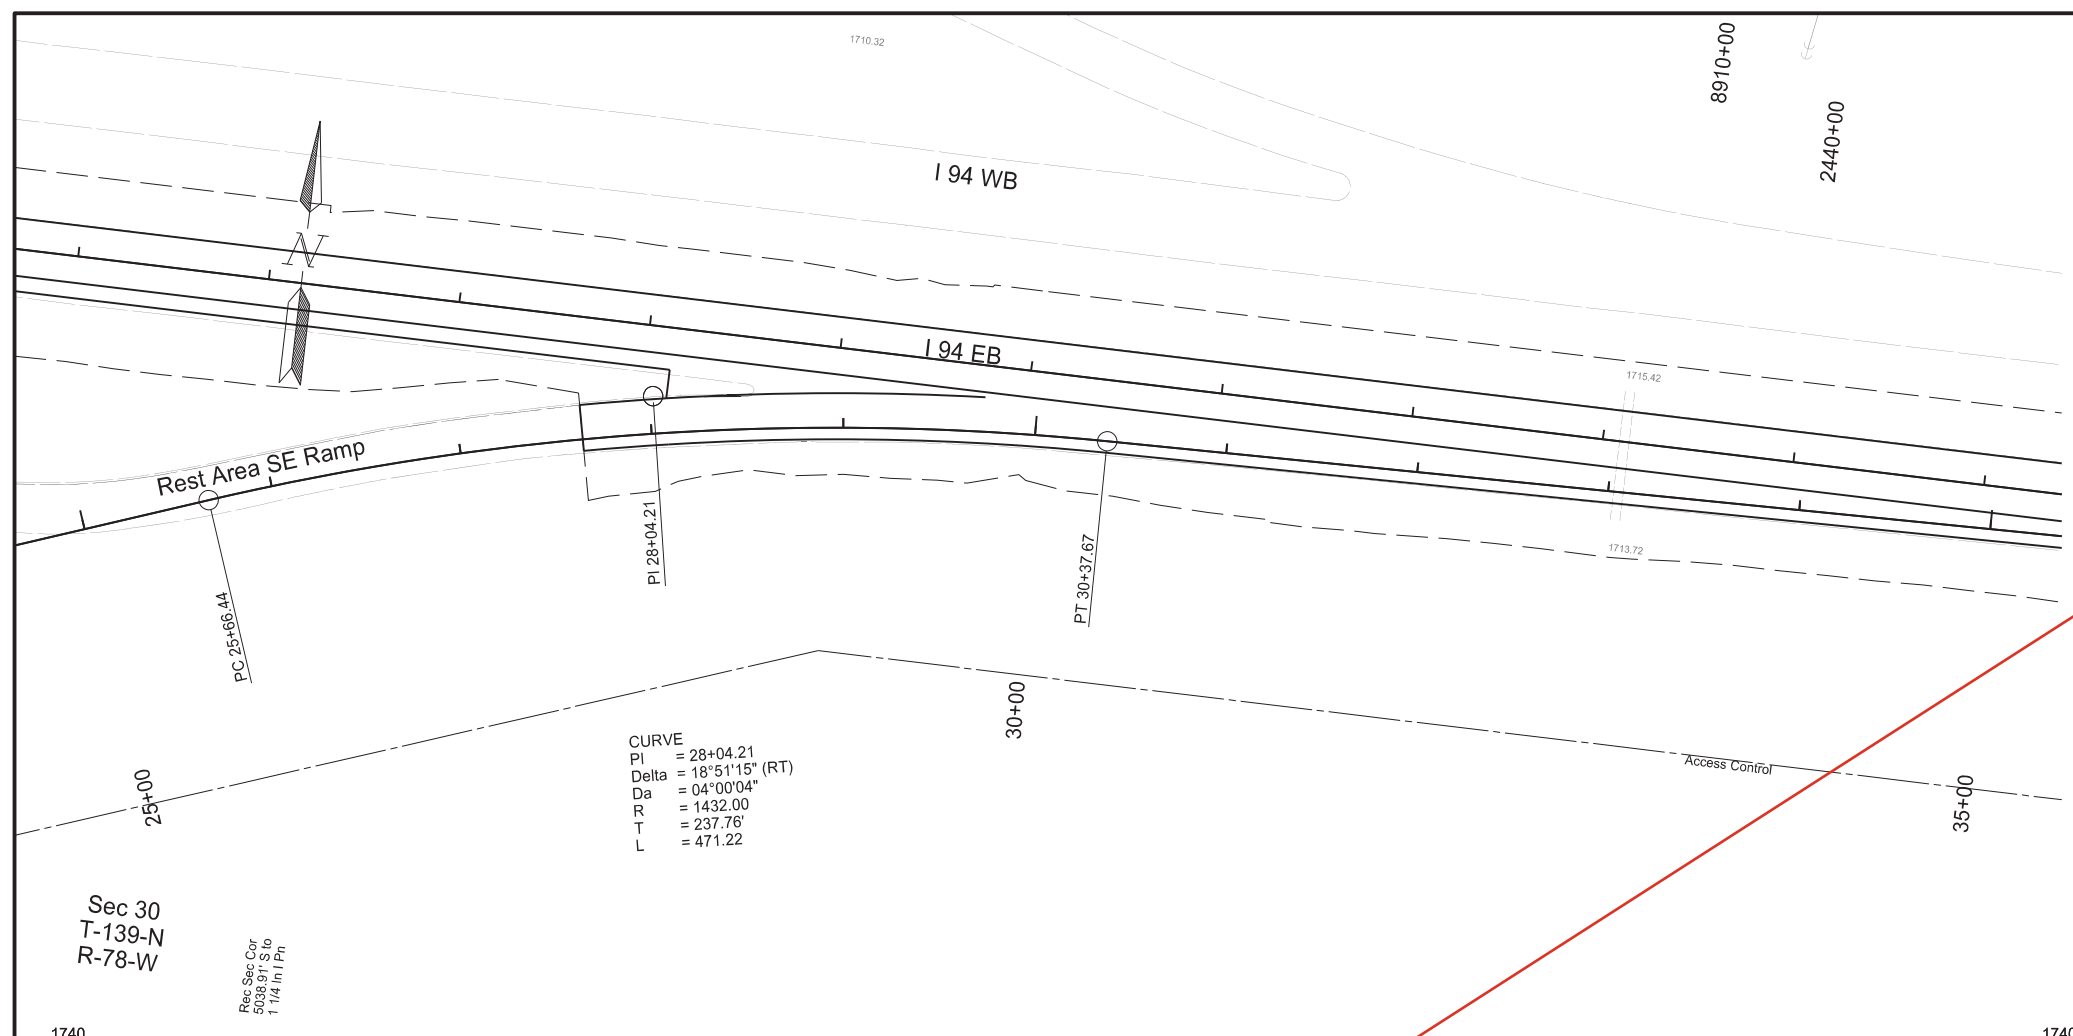 1710.32
8910+00
2440+00
I 94 WB
N
I 94 EB
1715.42
Rest Area SE Ramp
PI 28+04.21
PT 30+37.67
1713.72
PC 25+66.44
30+00
CURVE
PI = 28+04.21
Delta = 18°51'15" (RT)
Da = 04°00'04"
R = 1432.00
T = 237.76'
L = 471.22
Access Control
25+00
35+00
Sec 30
T-139-N
R-78-W
Rec Sec Cor
5038.91' S to
1 1/4 In I Pn
1740
1740